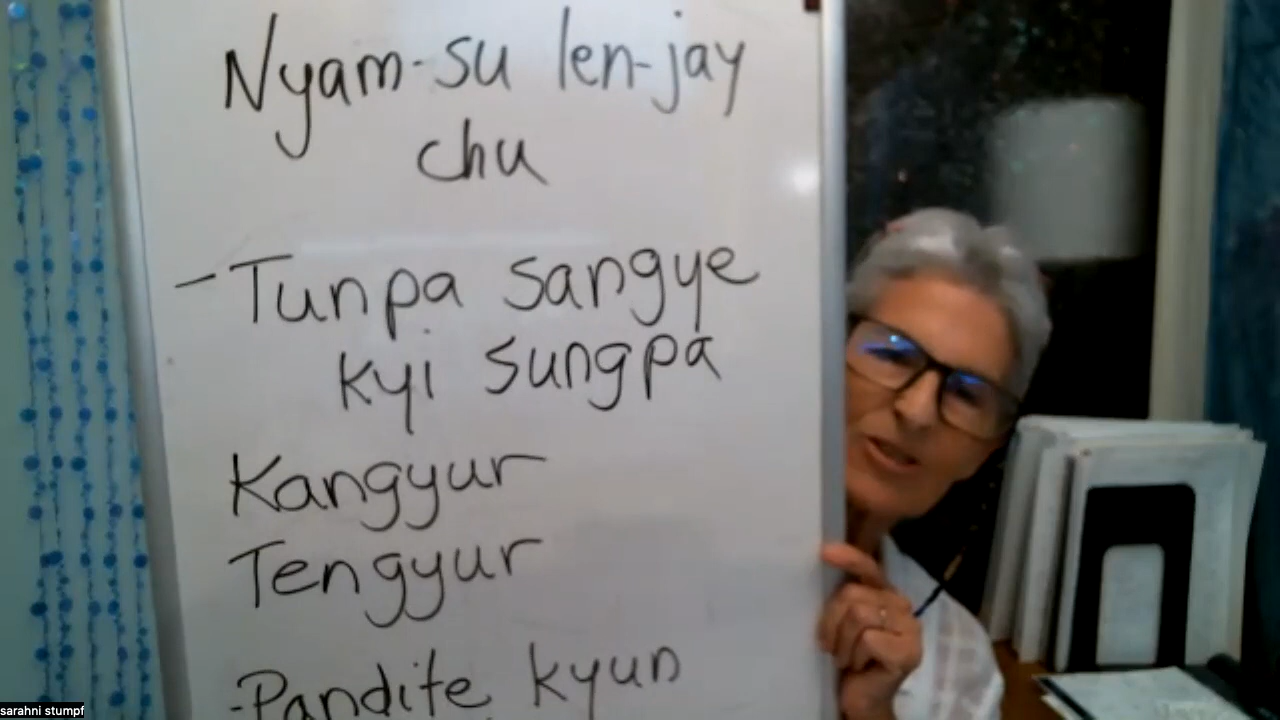 Nyam-su len-jay
chu
- Tunpa sangye
kyi sungpa
Kangyur
Tengyur
-Pandite kyun
sarahni stumpf